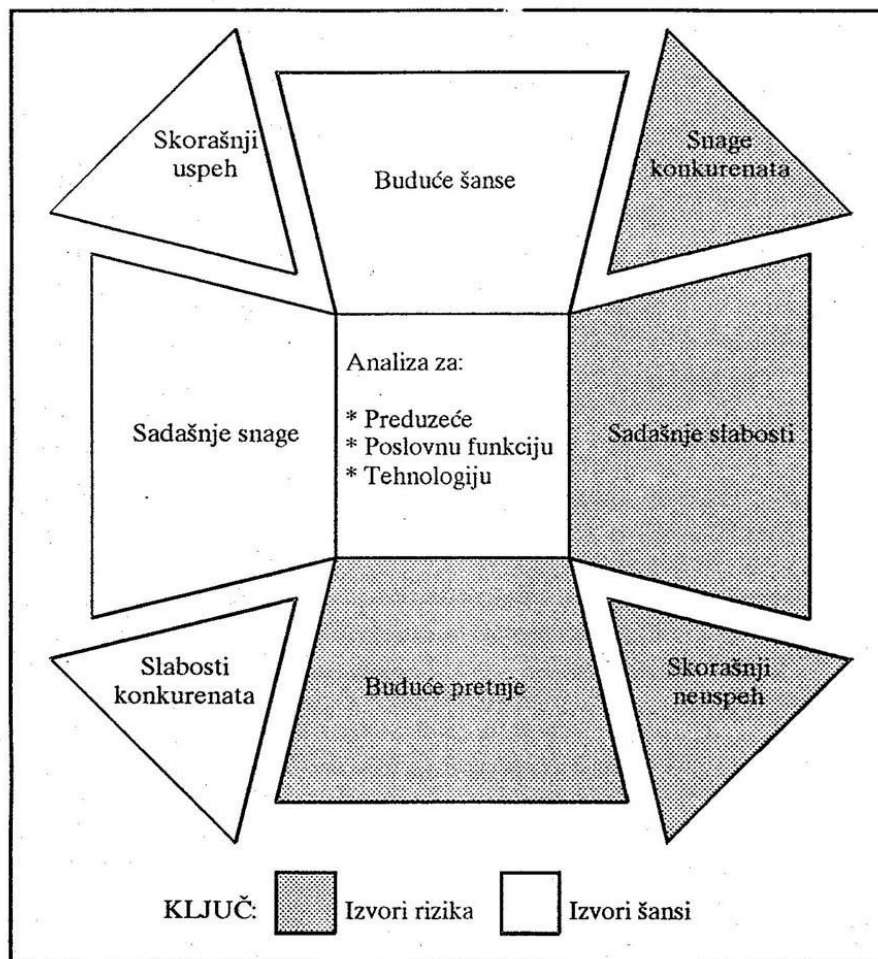 Skorašnji
uspeh
Buduće šanse
Snage
konkurenata
Sadašnje snage
Analiza za:
* Preduzeće
* Poslovnu funkciju
* Tehnologiju
Sadašnje slabosti
Slabosti
konkurenata
Buduće pretnje
Skorašnji
neuspeh
KLJUČ:
Izvori rizika
Izvori šansi